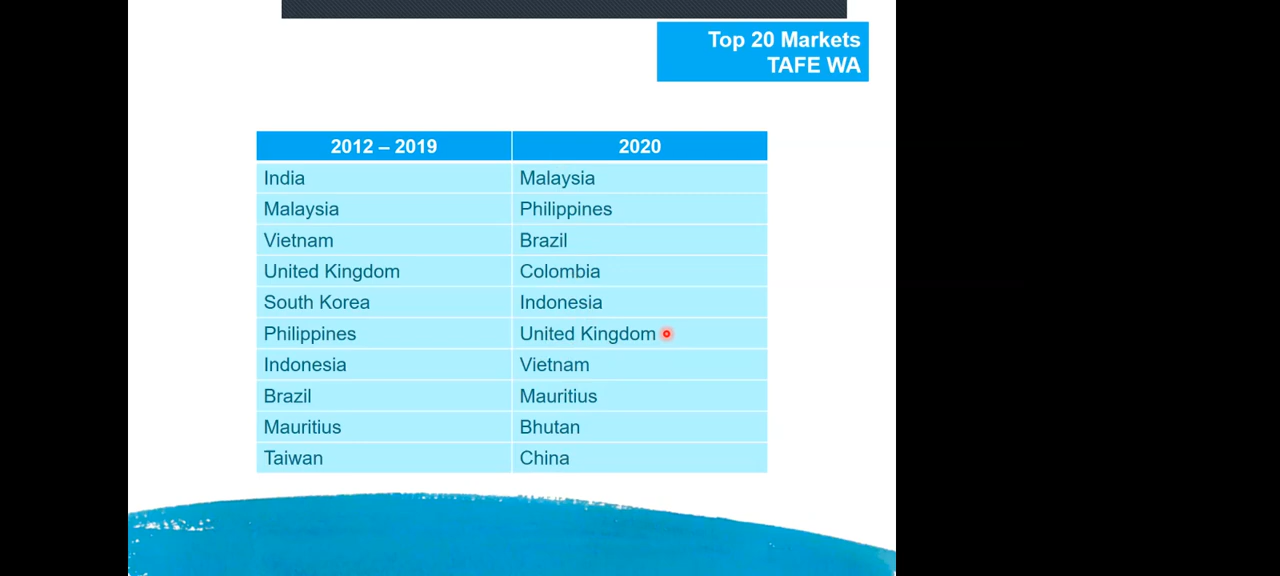 Top 20 Markets
TAFE WA
2012 – 2019 2020
India Malaysia
Malaysia Philippines
Vietnam Brazil
United Kingdom Colombia
South Korea Indonesia
Philippines United Kingdom
Indonesia Vietnam
Brazil Mauritius
Mauritius Bhutan
Taiwan China